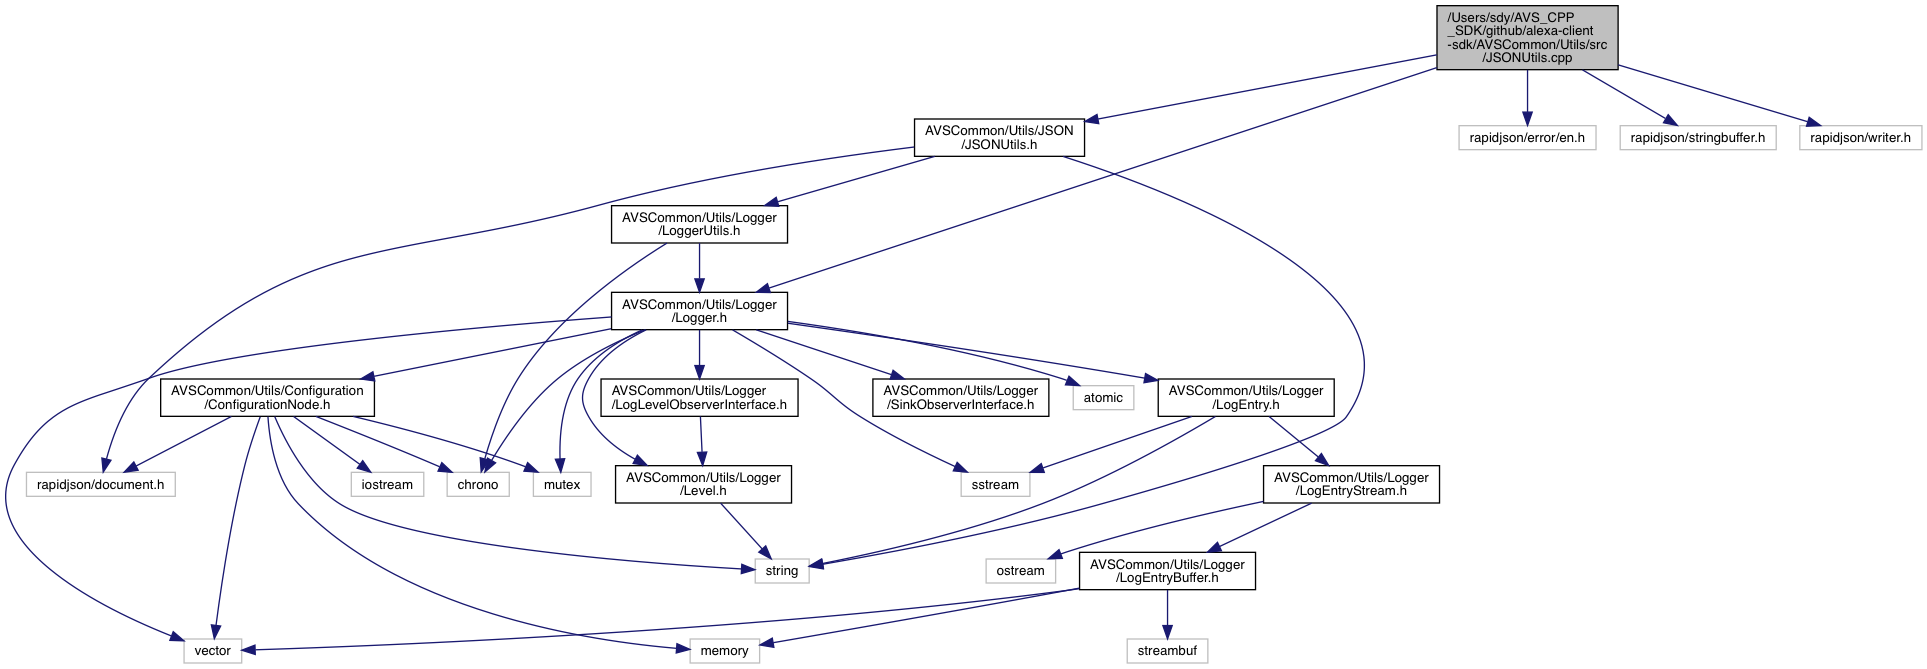 /Users/sdy/AVS_CPP
_SDK/github/alexa-client
-sdk/AVSCommon/Utils/src
/JSONUtils.cpp
AVSCommon/Utils/JSON
/JSONUtils.h
rapidjson/error/en.h
rapidjson/stringbuffer.h
rapidjson/writer.h
AVSCommon/Utils/Logger
/LoggerUtils.h
AVSCommon/Utils/Logger
/Logger.h
AVSCommon/Utils/Configuration
/ConfigurationNode.h
AVSCommon/Utils/Logger
/LogLevelObserverInterface.h
AVSCommon/Utils/Logger
/SinkObserverInterface.h
atomic
AVSCommon/Utils/Logger
/LogEntry.h
rapidjson/document.h
iostream
chrono
mutex
AVSCommon/Utils/Logger
/Level.h
sstream
AVSCommon/Utils/Logger
/LogEntryStream.h
string
ostream
AVSCommon/Utils/Logger
/LogEntryBuffer.h
vector
memory
streambuf